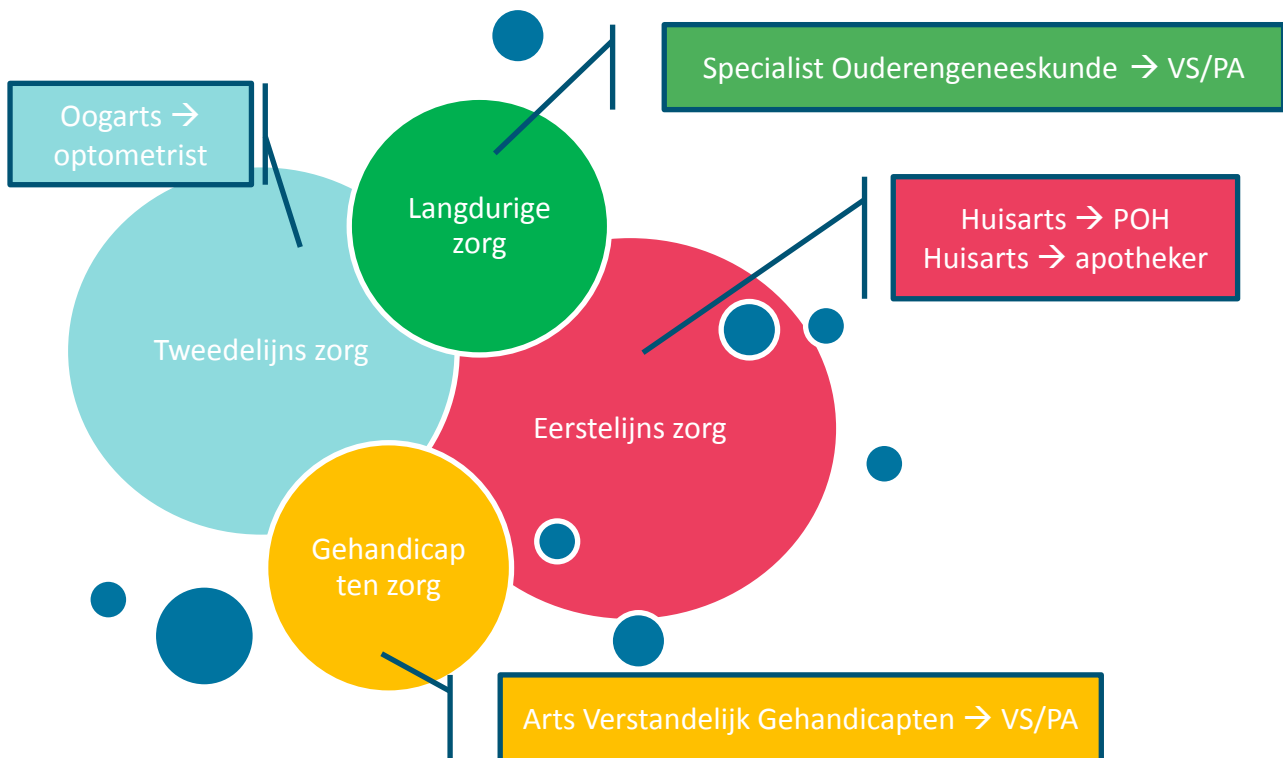 Specialist Ouderengeneeskunde → VS/PA
Oogarts →
optometrist
Langdurige
zorg
Huisarts → POH
Huisarts → apotheker
Tweedelijns zorg
Eerstelijns zorg
Gehandicap
ten zorg
Arts Verstandelijk Gehandicapten → VS/PA